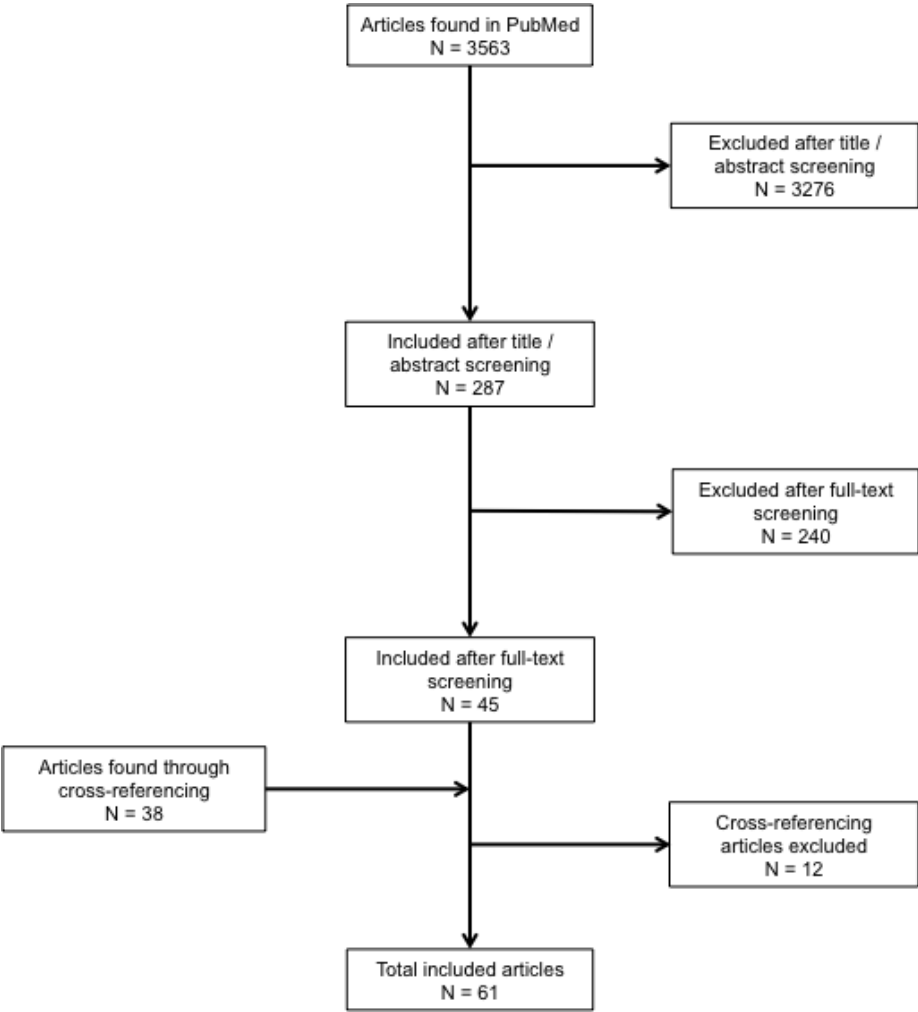 Articles found in PubMed
N = 3563
Excluded after title /
abstract screening
N = 3276
Included after title /
abstract screening
N = 287
Excluded after full-text
screening
N = 240
Included after full-text
screening
N = 45
Articles found through
cross-referencing
N = 38
Cross-referencing
articles excluded
N = 12
Total included articles
N = 61